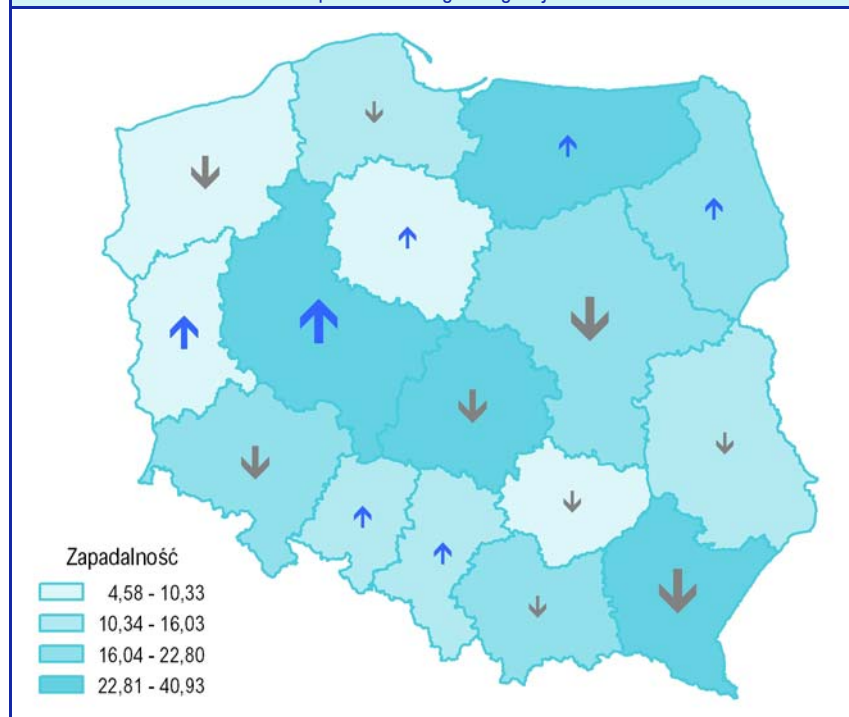 Zapadalność
4,58 - 10,33
10,34 - 16,03
16,04 - 22,80
22,81 - 40,93